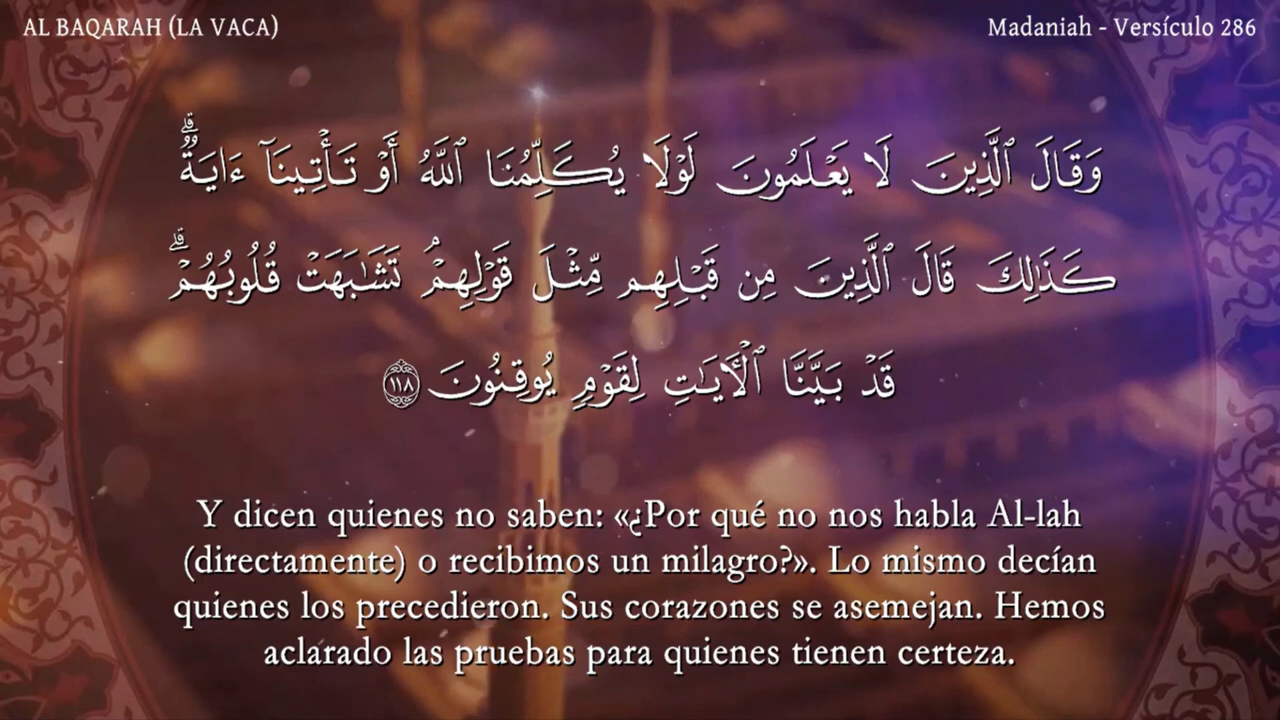 AL BAQARAH (LA VACA)
Madaniah - Versículo 286
وَقَالَ ٱلَّذِينَ لَا يَعْلَمُونَ لَوْلَا يُكَلِّمُنَا ٱللَّهُ أَوْ تَأْتِينَآ ءَايَةٌۗ
كَذَٰلِكَ قَالَ ٱلَّذِينَ مِن قَبْلِهِم مِّثْلَ قَوْلِهِمْۘ تَشَٰبَهَتْ قُلُوبُهُمْۗ
قَدْ بَيَّنَّا ٱلْـَٔايَٰتِ لِقَوْمٍ يُوقِنُونَ ١١٨
Y dicen quienes no saben: «¿Por qué no nos habla Al-lah
(directamente) o recibimos un milagro?». Lo mismo decían
quienes los precedieron. Sus corazones se asemejan. Hemos
aclarado las pruebas para quienes tienen certeza.